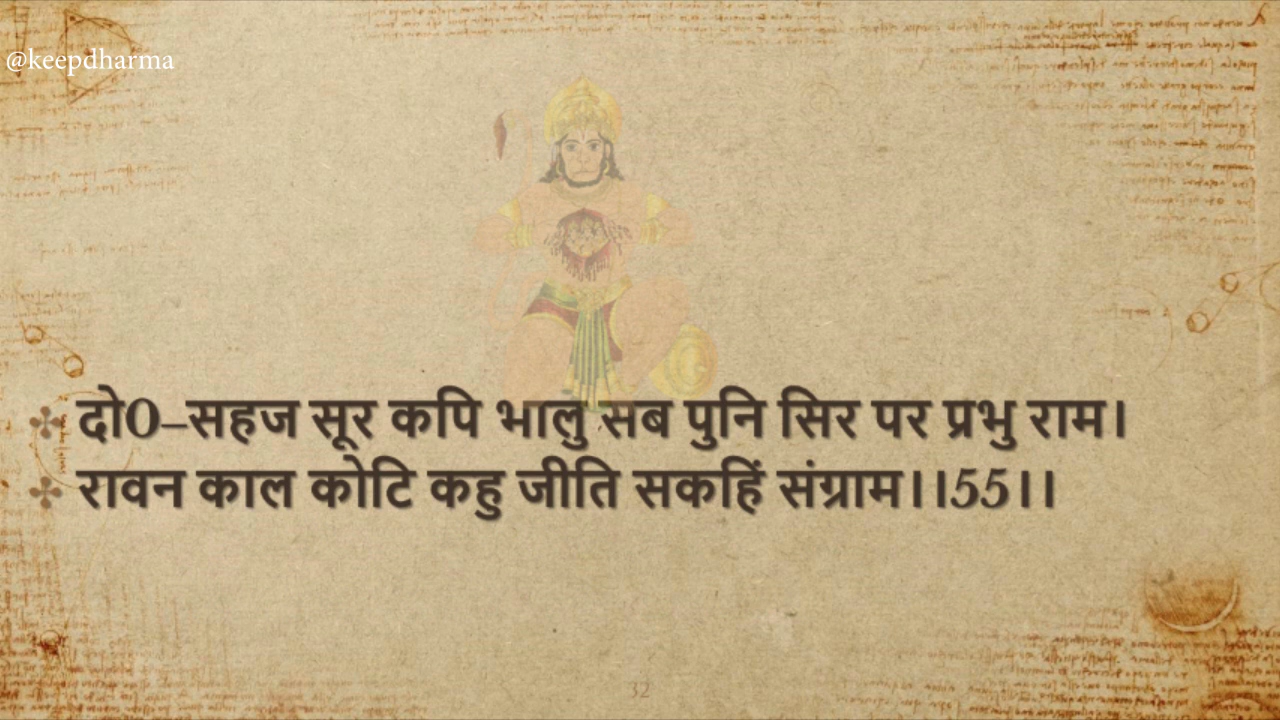 @keepdharma
दो0–सहज सूर कपि भालु सब पुनि सिर पर प्रभु राम।
रावन काल कोटि कहु जीति सकहिं संग्राम।।55।।
32